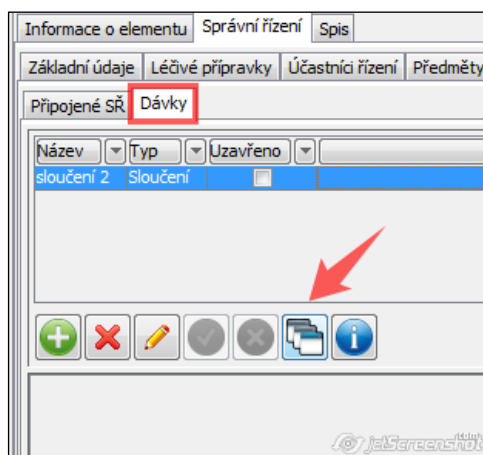 Informace o elementu Správní řízení Spis
Základní údaje Léčivé přípravky Účastníci řízení Předměty
Připojené SŘ Dávky
Název Typ Uzavřeno
sloučení 2 Sloučení
jetScreenshot